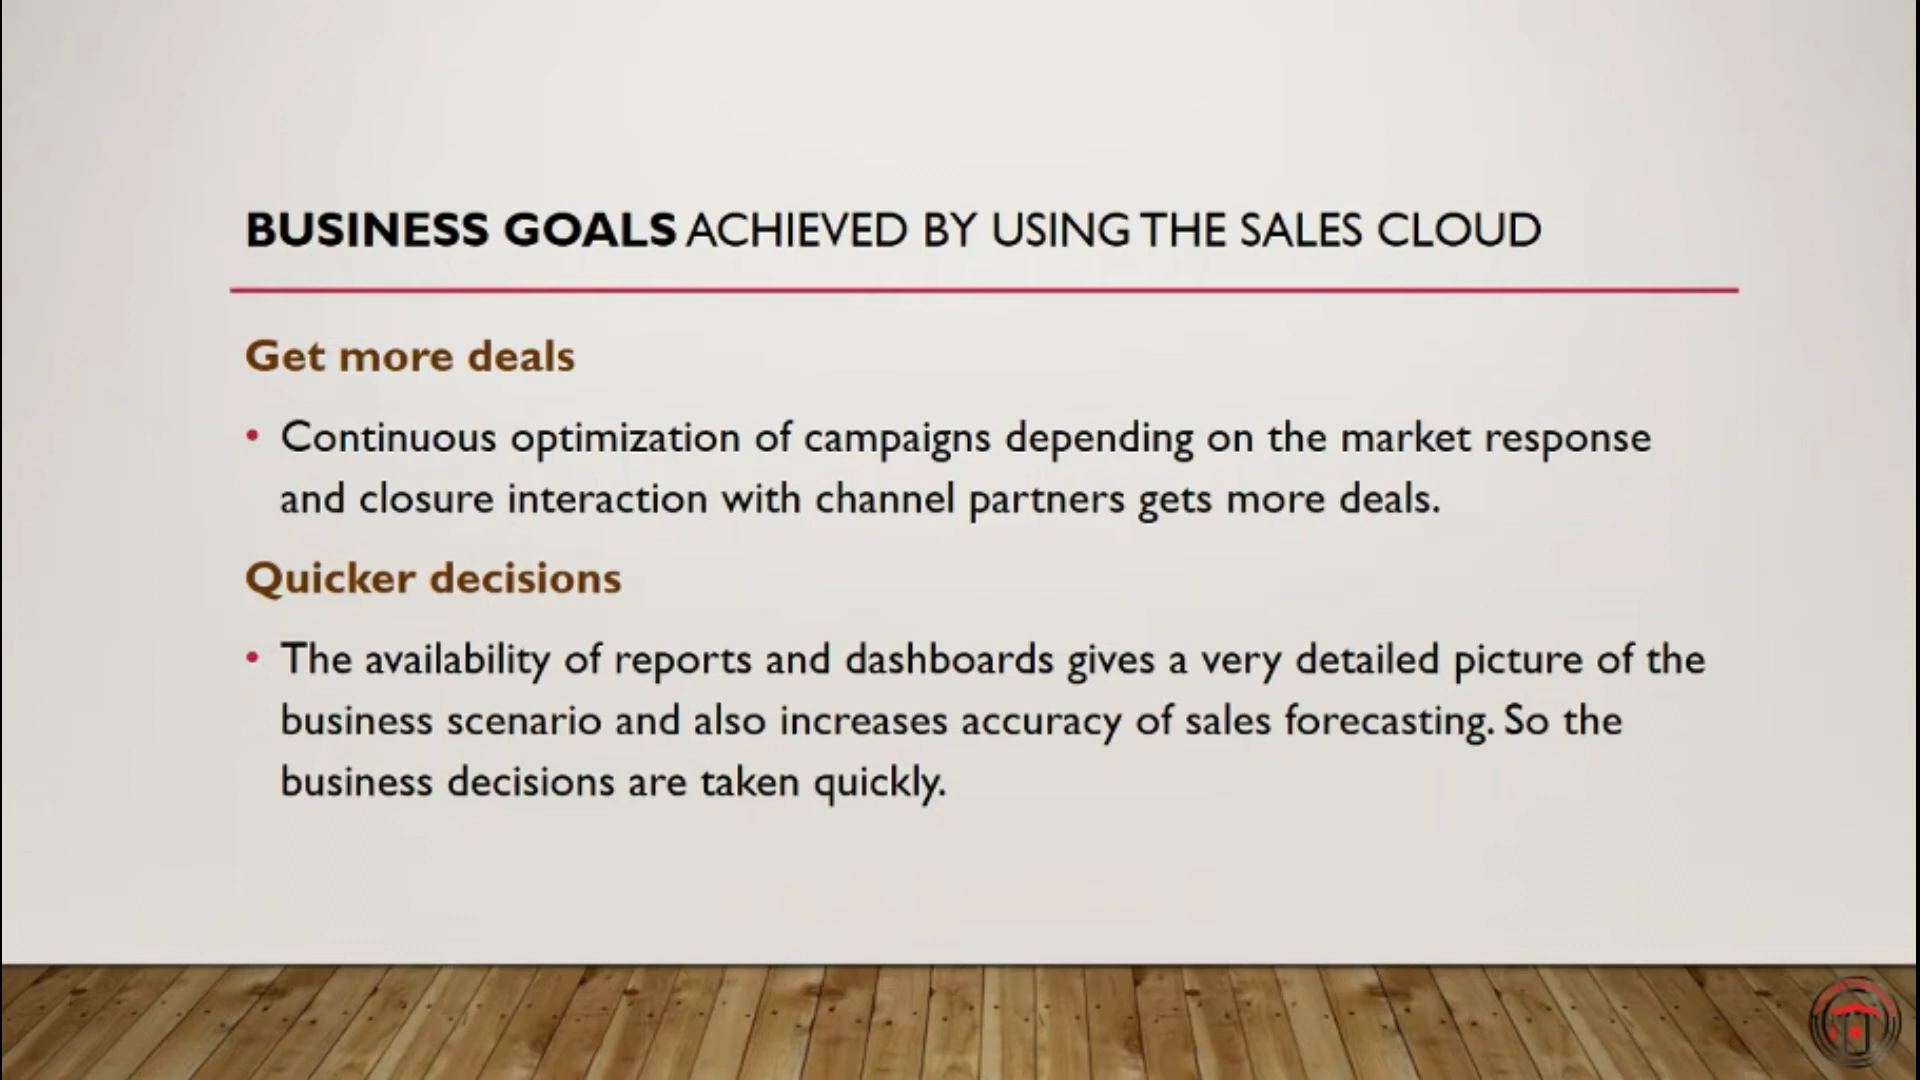 BUSINESS GOALS ACHIEVED BY USING THE SALES CLOUD
Get more deals
• Continuous optimization of campaigns depending on the market response
and closure interaction with channel partners gets more deals.
Quicker decisions
• The availability of reports and dashboards gives a very detailed picture of the
business scenario and also increases accuracy of sales forecasting. So the
business decisions are taken quickly.